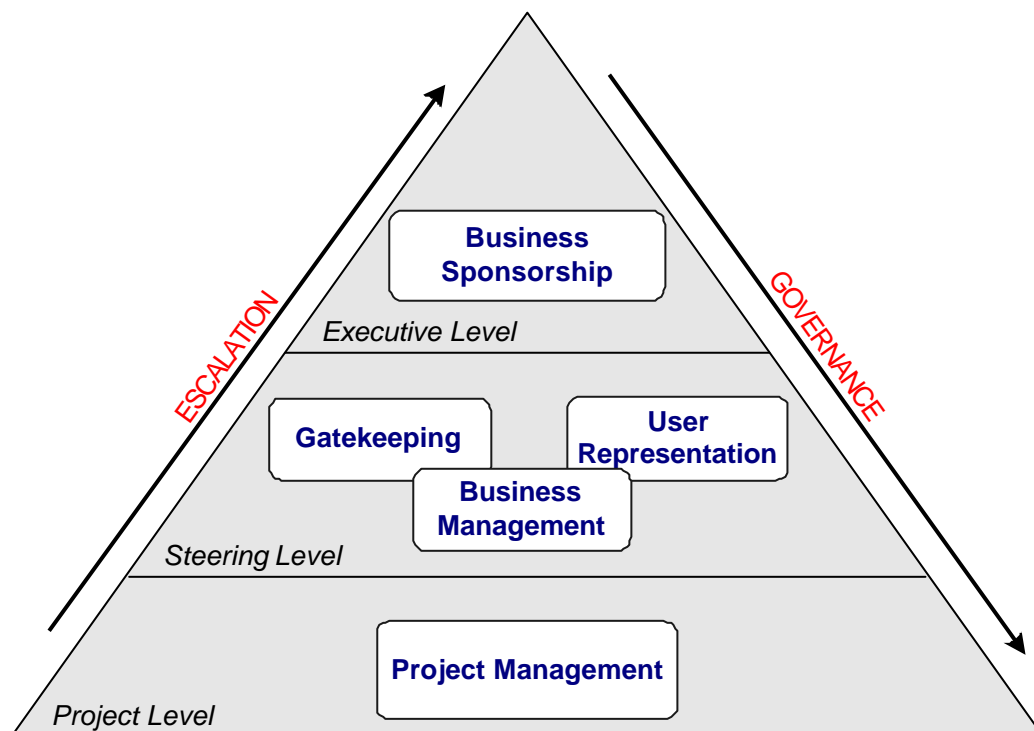 Business
Sponsorship
ESCALATION
GOVERNANCE
Executive Level
Gatekeeping
User
Representation
Business
Management
Steering Level
Project Management
Project Level